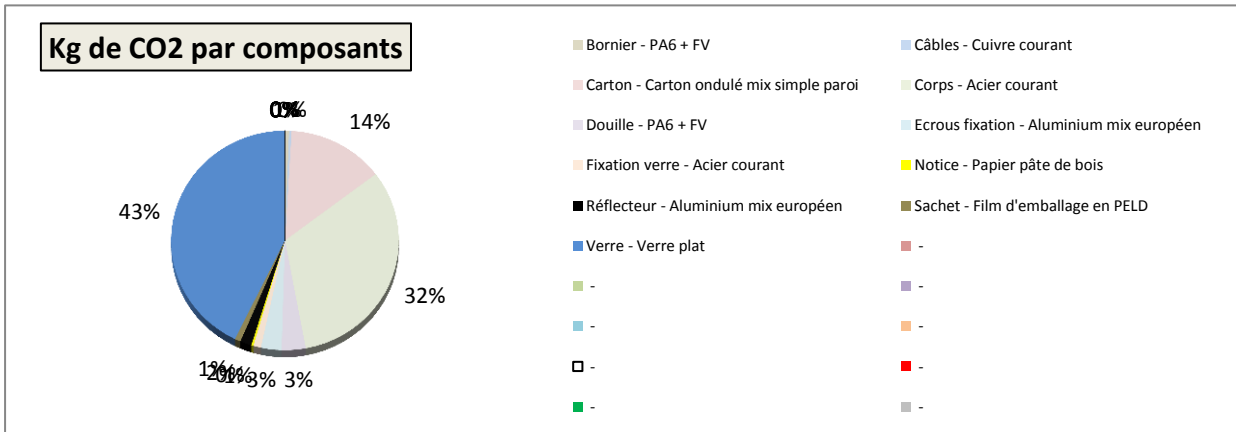 Kg de CO2 par composants
14%
32%
3%
3%
43%
Bornier - PA6 + FV
Câbles - Cuivre courant
Carton - Carton ondulé mix simple paroi
Corps - Acier courant
Douille - PA6 + FV
Ecrous fixation - Aluminium mix européen
Fixation verre - Acier courant
Notice - Papier pâte de bois
Réflecteur - Aluminium mix européen
Sachet - Film d'emballage en PELD
Verre - Verre plat
-
-
-
-
-
-
-
-
-